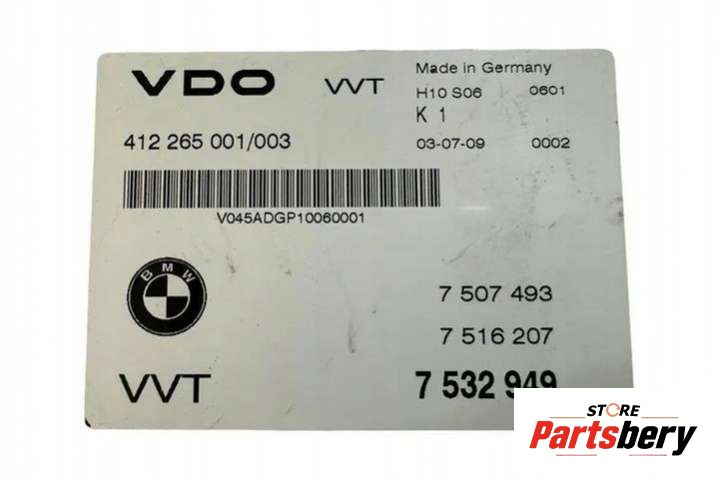 VDO VVT Made in Germany
H10 S06 0601
K 1
412 265 001/003 03-07-09 0002
V045ADGP10060001
BMW
7 507 493
7 516 207
VVT 7 532 949
STORE
Partsbery